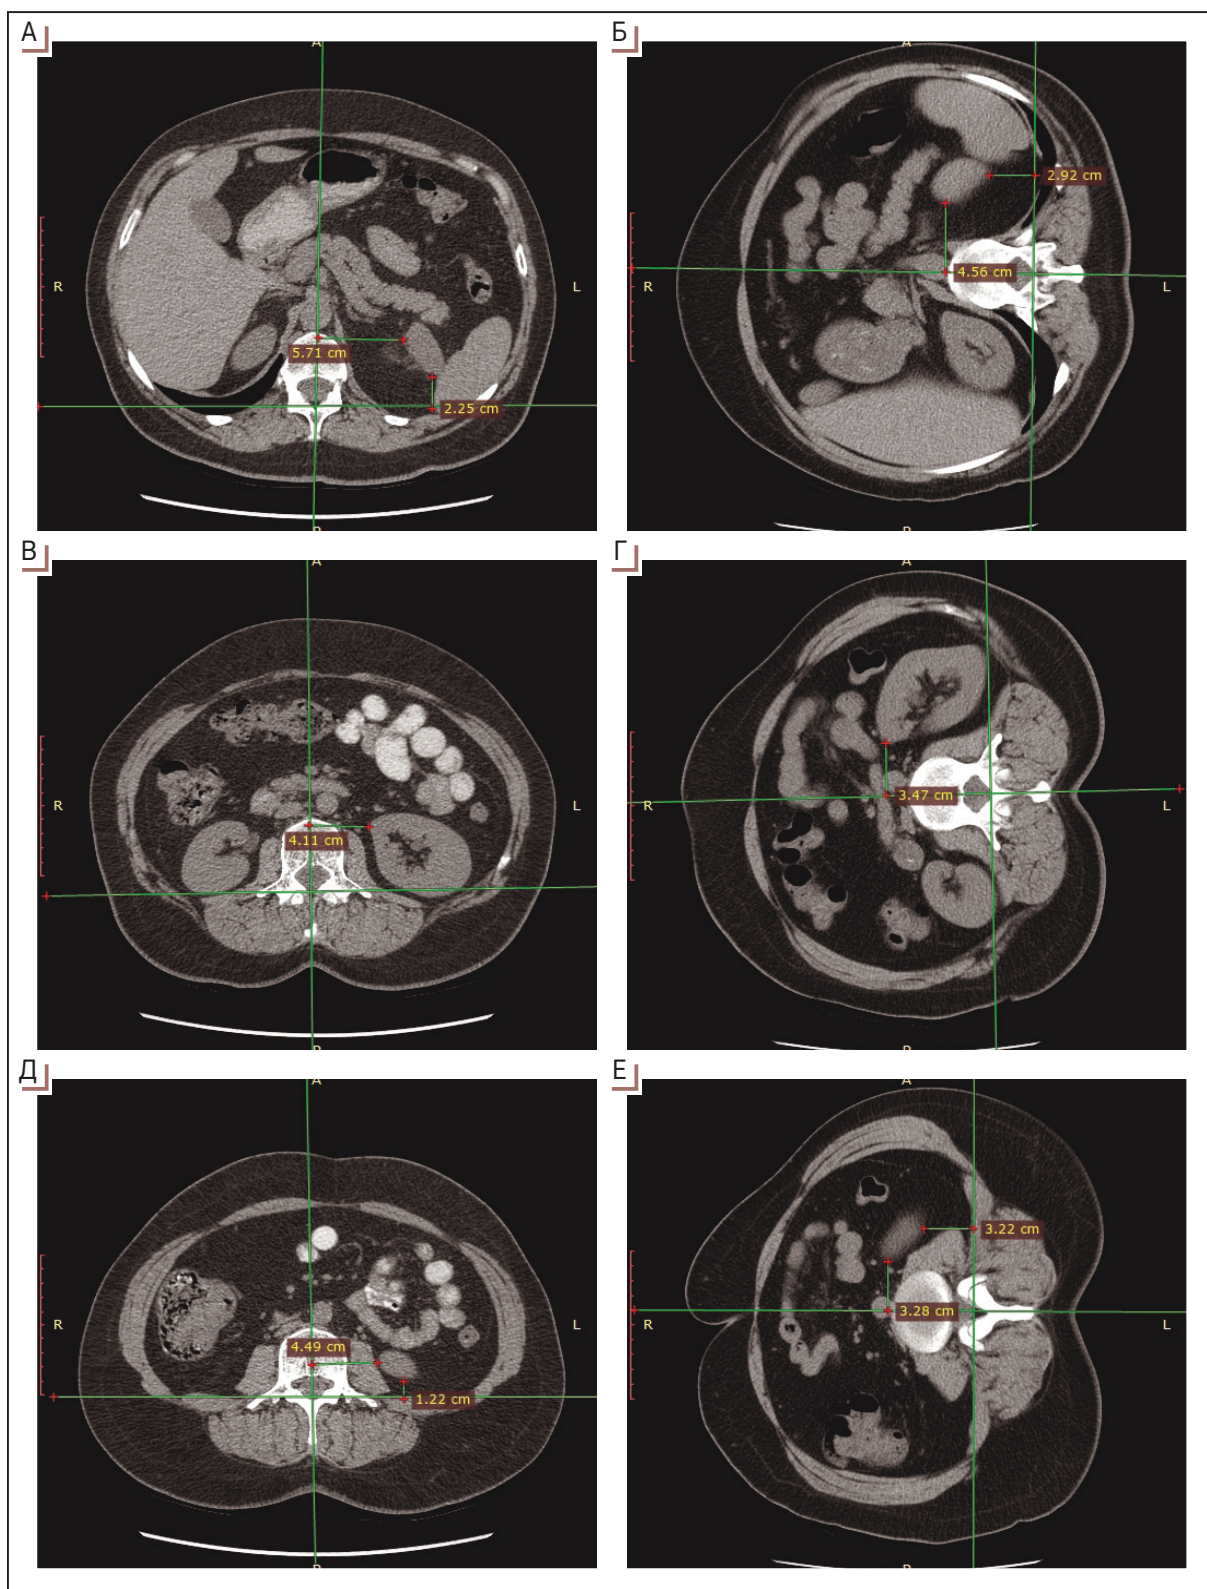 А
Б
A
A
R
L
R
L
5.71 cm
2.25 cm
2.92 cm
4.56 cm
В
Г
A
A
R
L
R
L
4.11 cm
3.47 cm
P
Д
Е
A
A
R
L
R
L
4.49 cm
1.22 cm
3.22 cm
3.28 cm